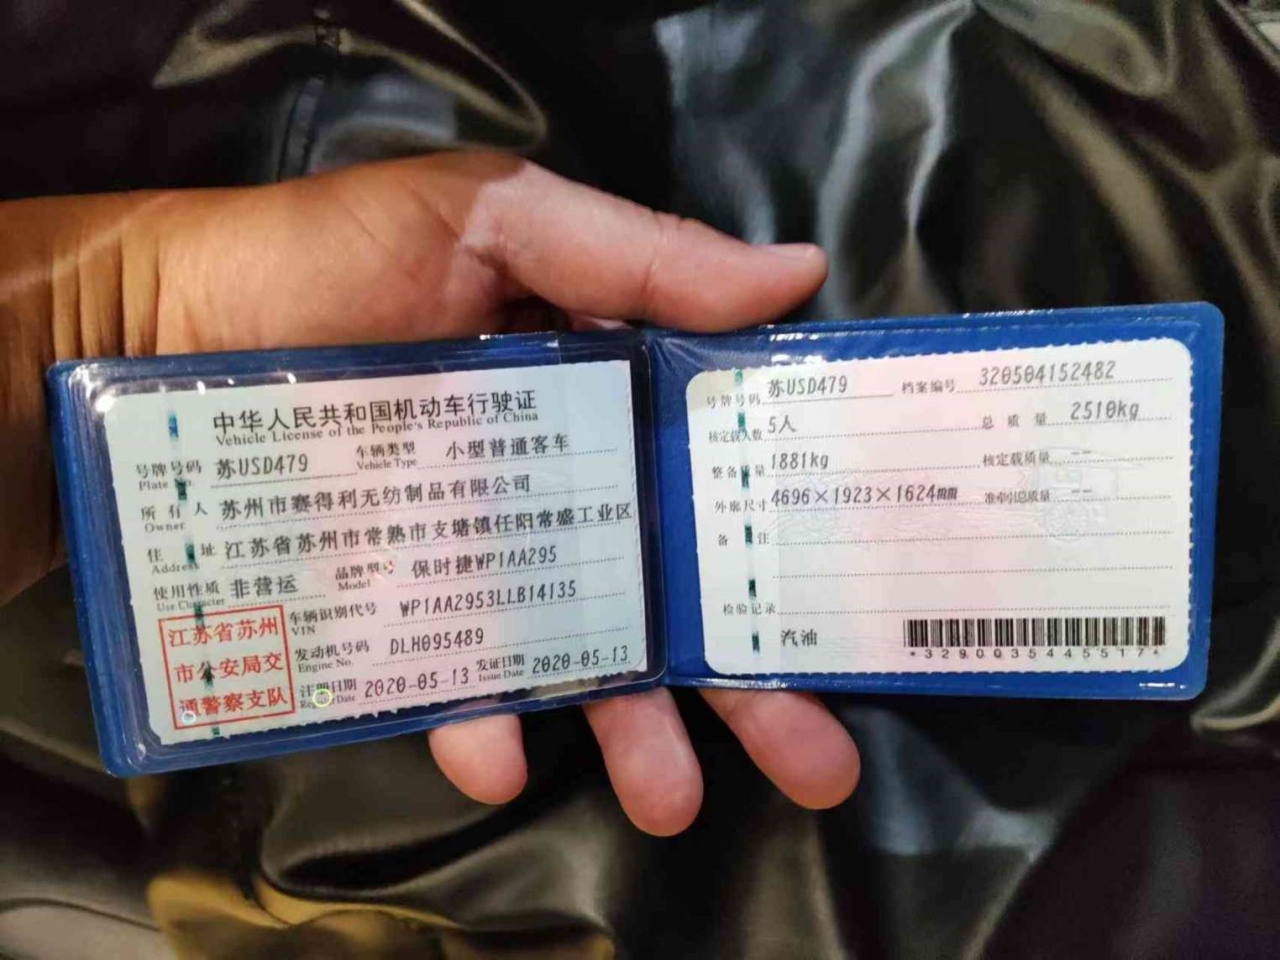 中华人民共和国机动车行驶证
Vehicle License of the People's Republic of China
号牌号码 苏USD479 车辆类型 小型普通客车
Plate No. Vehicle Type
所有人 苏州市赛得利无纺制品有限公司
Owner
住址 江苏省苏州市常熟市支塘镇任阳常盛工业区
Address
使用性质 非营运 品牌型号 保时捷WP1AA295
Use Character Model
江苏省苏州
市公安局交
通警察支队
车辆识别代号 WP1AA2953LLB14135
VIN
发动机号码 DLH095489
Engine No.
注册日期 2020-05-13 发证日期 2020-05-13
Register Date Issue Date
号牌号码 苏USD479 档案编号 320504152482
核定载人数 5人 总质量 2510kg
整备质量 1881kg 核定载质量 --
外廓尺寸 4696×1923×1624mm 准牵引总质量 --
备注
检验记录
汽油
*3290035445517*